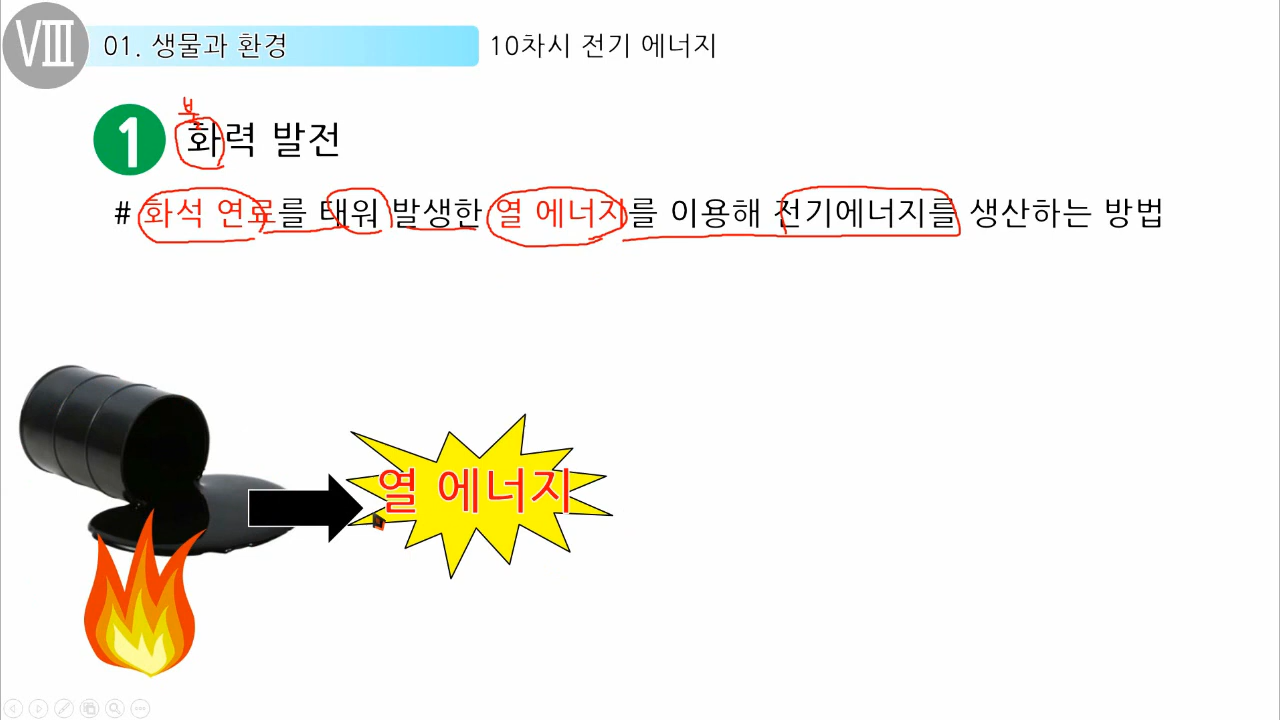 Ⅷ 01. 생물과 환경 10차시 전기 에너지
불
1 화력 발전
# 화석 연료를 태워 발생한 열 에너지를 이용해 전기에너지를 생산하는 방법
열 에너지